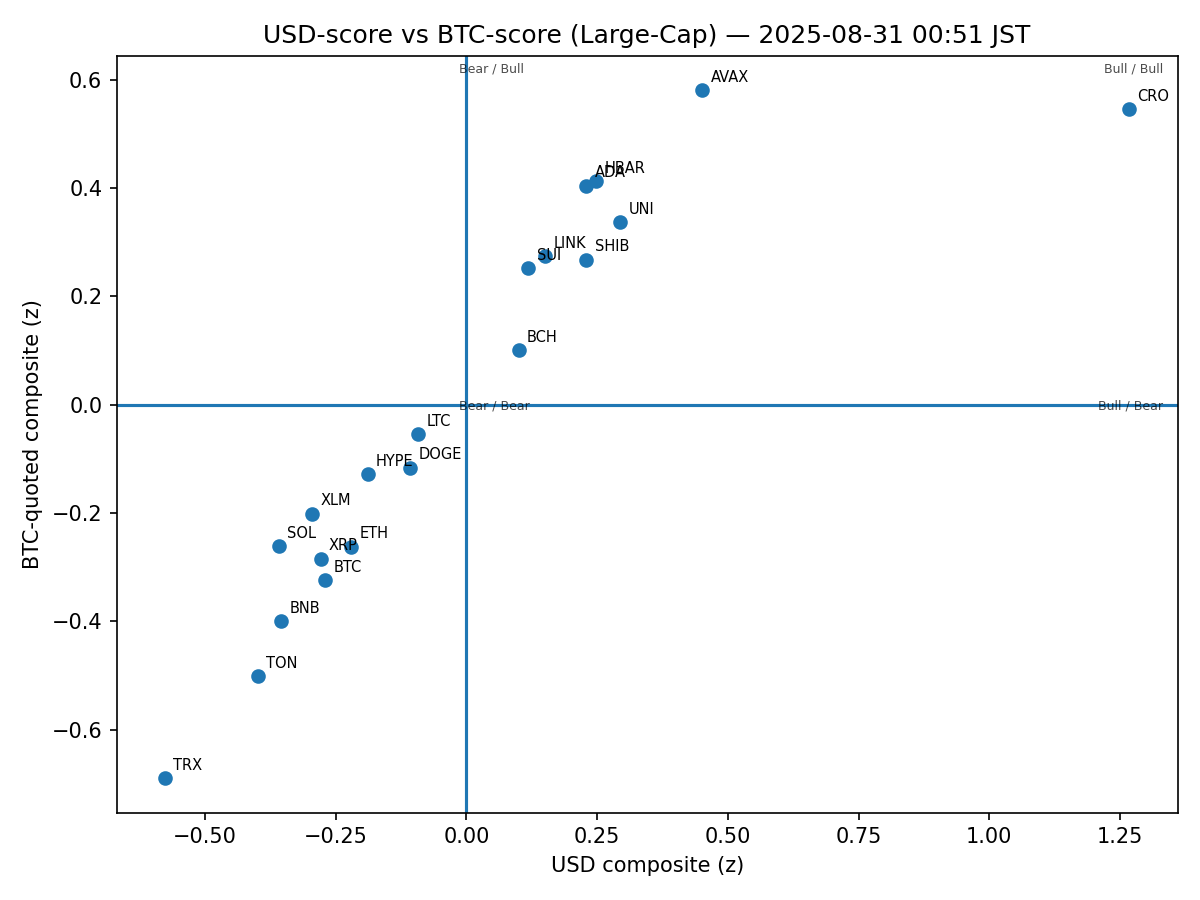 USD-score vs BTC-score (Large-Cap) — 2025-08-31 00:51 JST
Bear / Bull
Bull / Bull
AVAX
CRO
HBAR
ADA
UNI
LINK
SHIB
SUI
BCH
Bear / Bear
Bull / Bear
LTC
DOGE
HYPE
XLM
SOL
ETH
XRP
BTC
BNB
TON
TRX
0.6
0.4
0.2
0.0
−0.2
−0.4
−0.6
BTC-quoted composite (z)
−0.50
−0.25
0.00
0.25
0.50
0.75
1.00
1.25
USD composite (z)